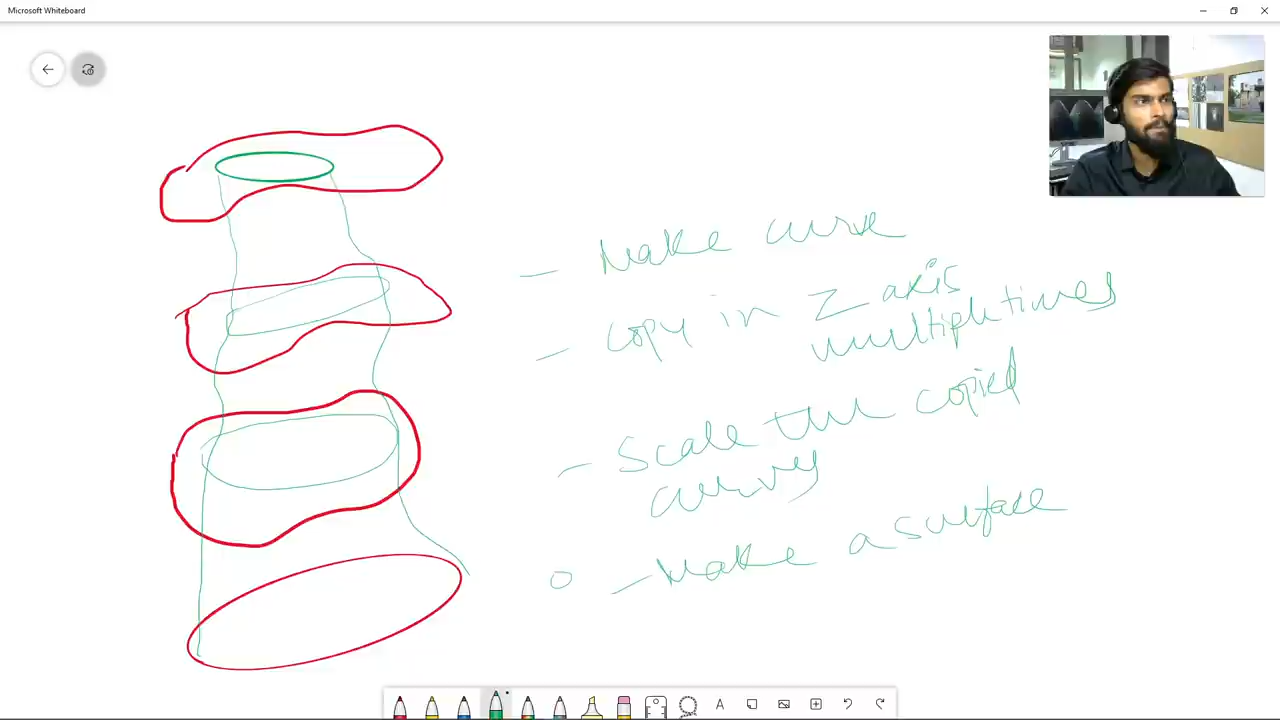 Microsoft Whiteboard
- Make curve
- copy in Z axis
multiple times
- Scale the copied
curves
- Make a surface
A